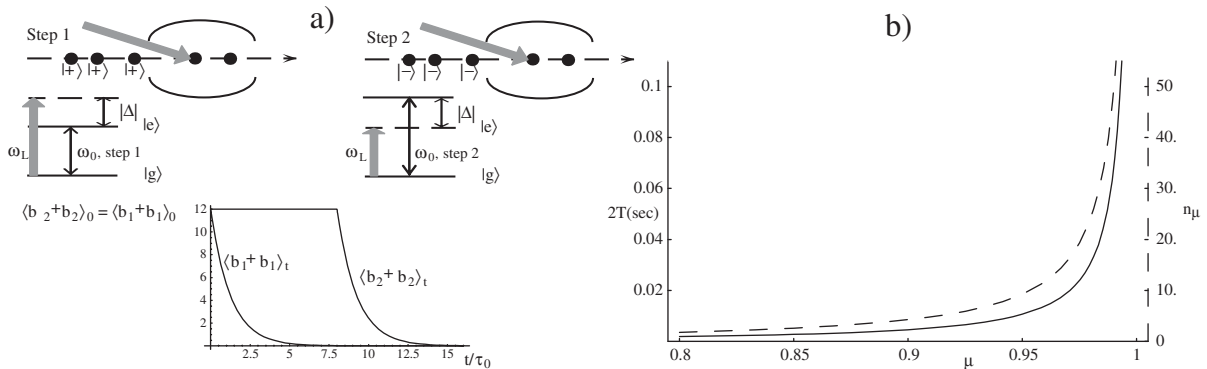 a)
Step 1
|+⟩ |+⟩ |+⟩
|Δ|
|e⟩
ω_L
ω_0, step 1
|g⟩
Step 2
|−⟩ |−⟩ |−⟩
|Δ|
|e⟩
ω_L
ω_0, step 2
|g⟩
⟨b_2+b_2⟩_0 = ⟨b_1+b_1⟩_0
12
10
8
6
4
2
⟨b_1+b_1⟩_t
⟨b_2+b_2⟩_t
2.5 5 7.5 10 12.5 15
t/τ_0
b)
0.1
0.08
0.06
2T(sec)
0.04
0.02
0.8 0.85 0.9 0.95 1
μ
50
40.
30.
n_μ
20.
10.
0